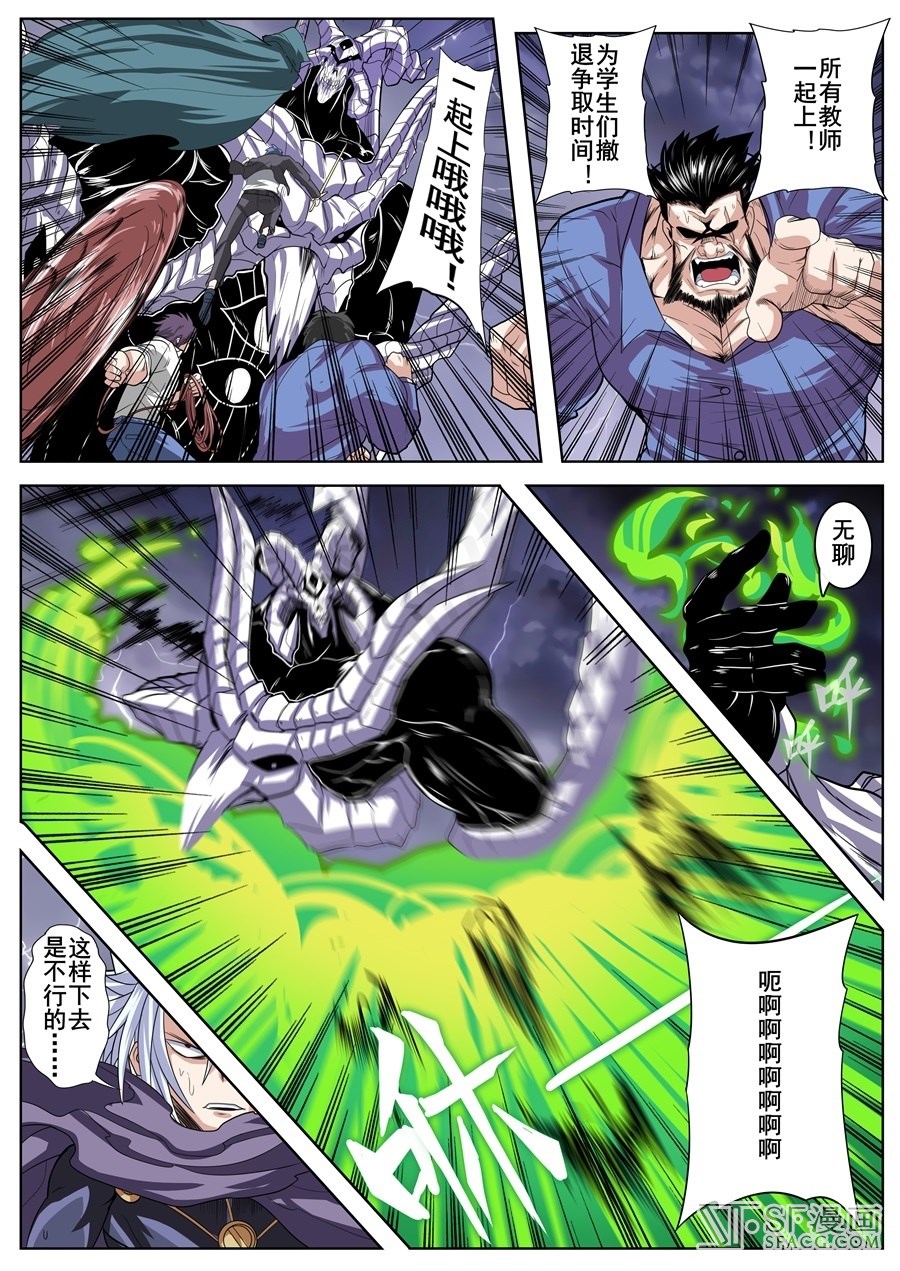 所有教师
一起上！
为学生们撤
退争取时间！
一起上哦哦哦！
无聊
呼
呼
呃啊啊啊啊啊啊啊
咻
这样下去
是不行的……
SF漫画
SFACG.COM